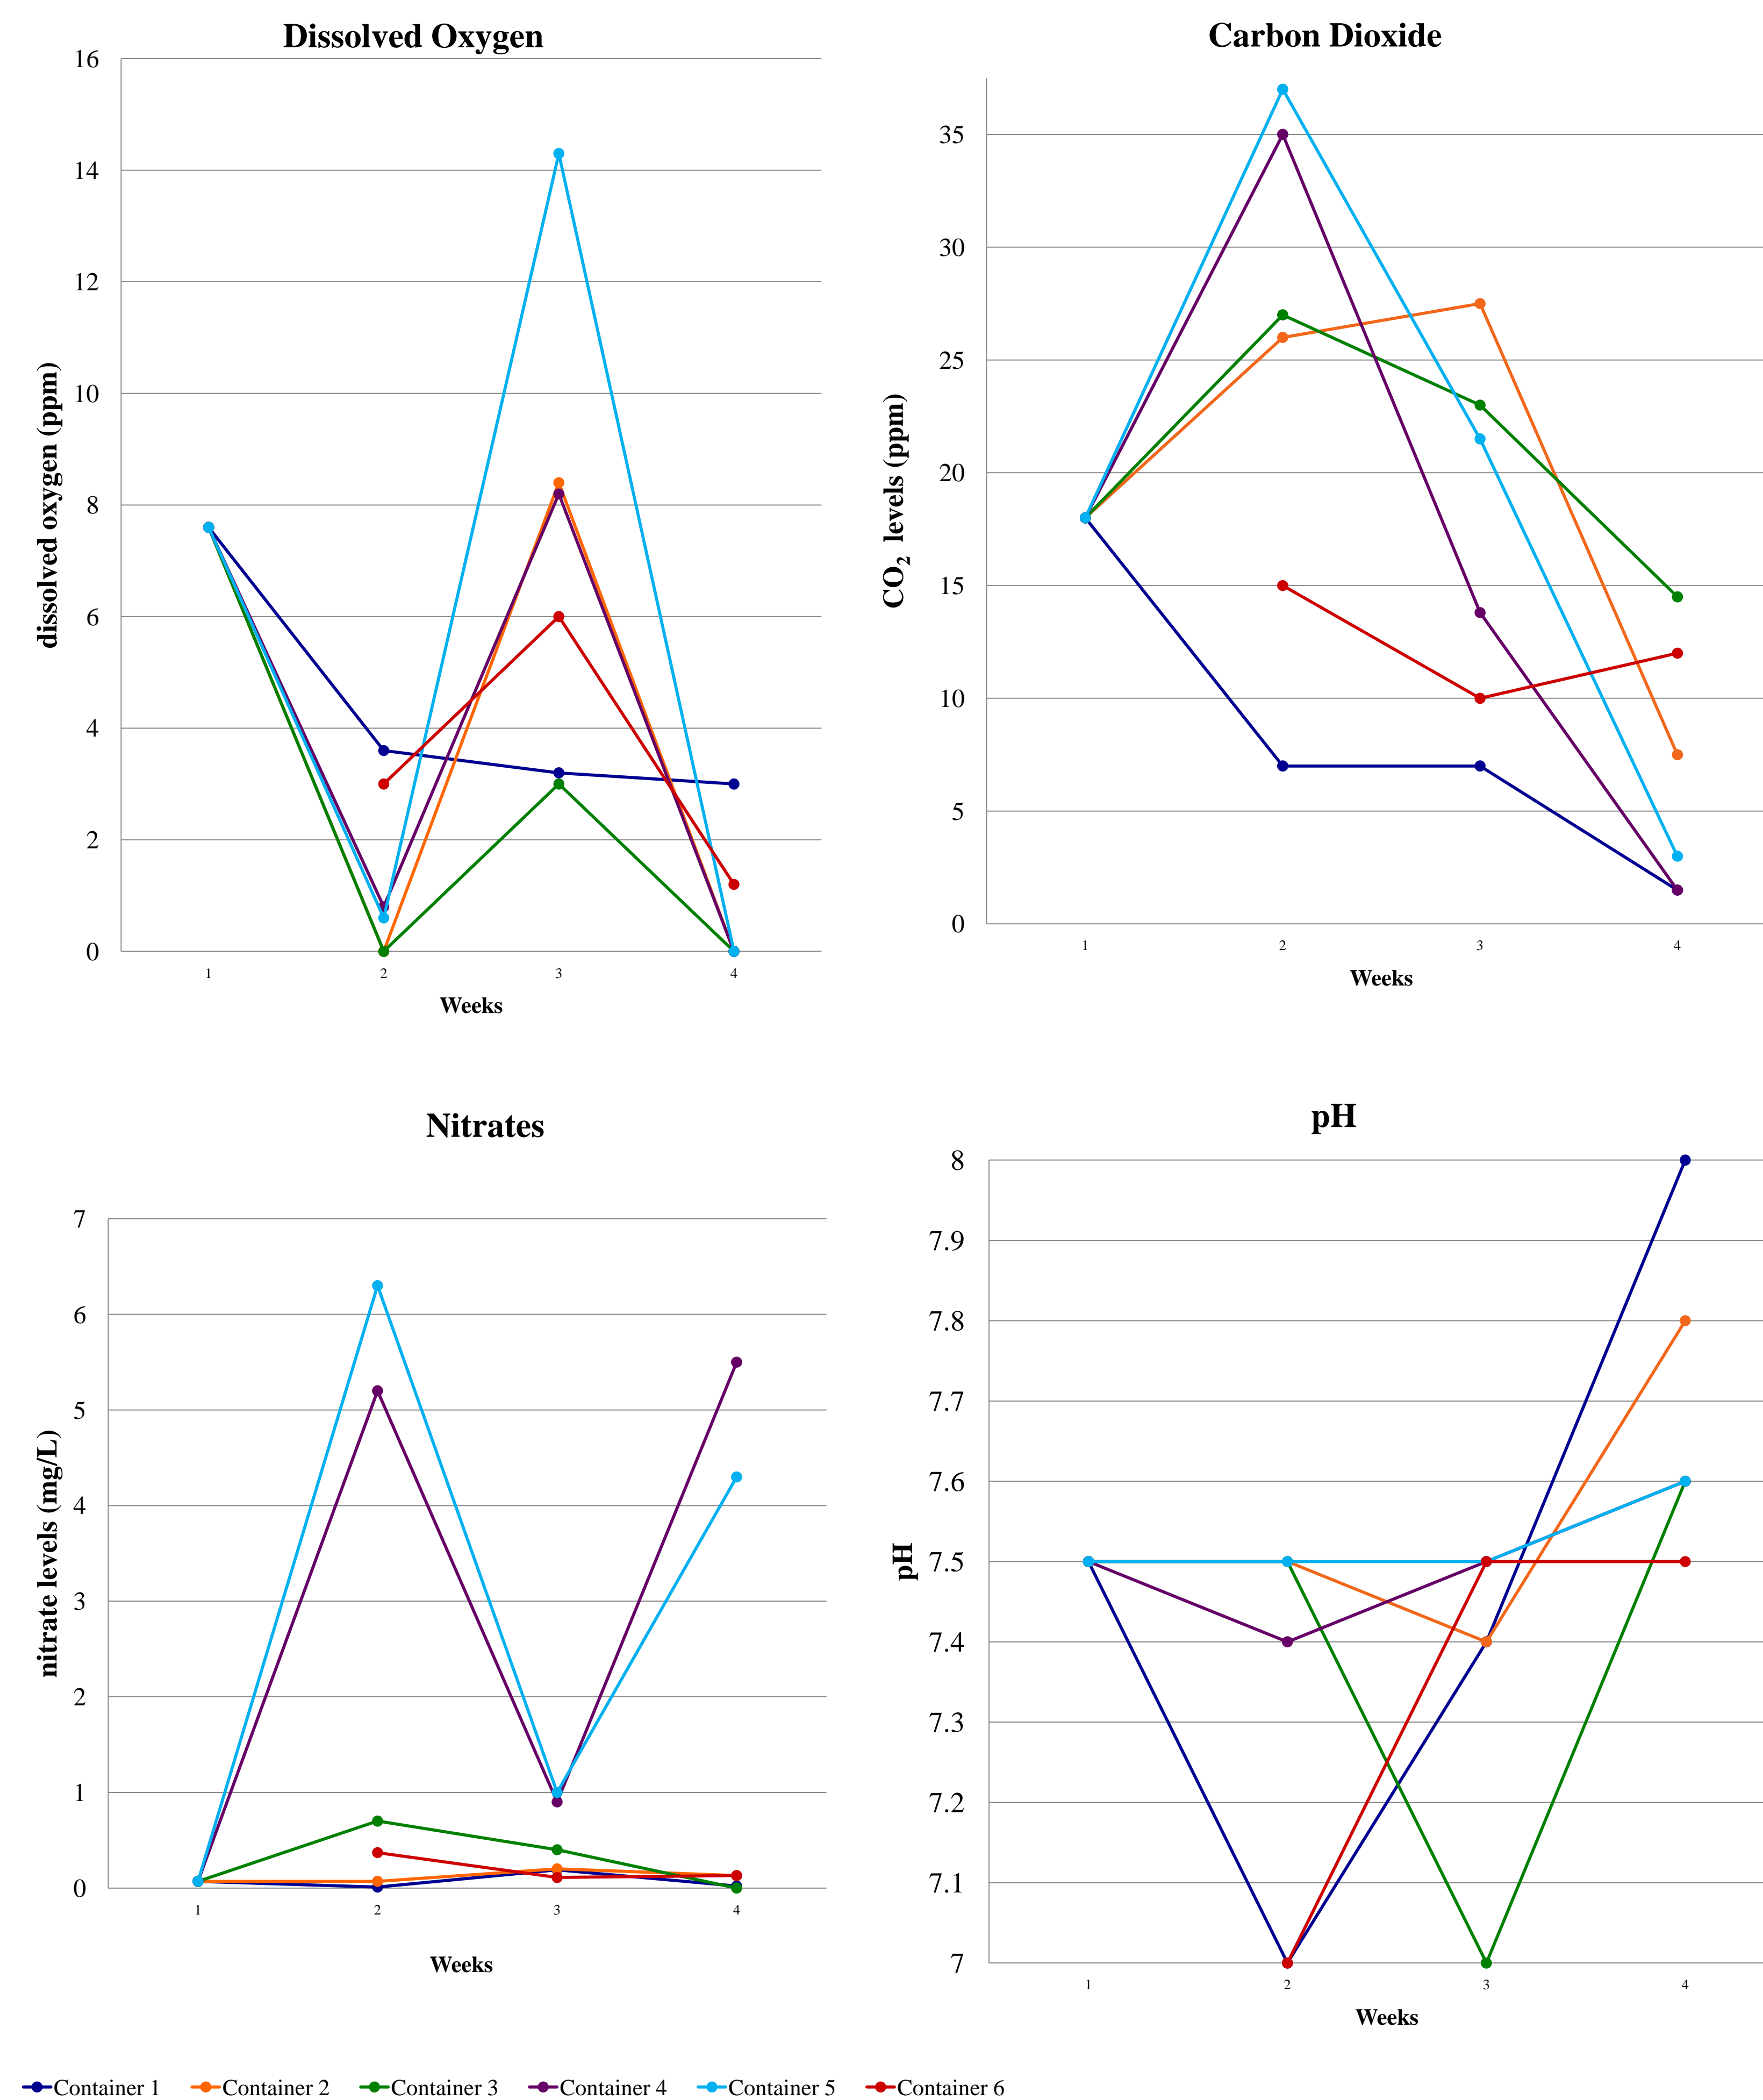 Dissolved Oxygen
16
14
12
10
8
6
4
2
0
dissolved oxygen (ppm)
1 2 3 4
Weeks
Carbon Dioxide
35
30
25
20
15
10
5
0
CO2 levels (ppm)
1 2 3 4
Weeks
Nitrates
7
6
5
4
3
2
1
0
nitrate levels (mg/L)
1 2 3 4
Weeks
pH
8
7.9
7.8
7.7
7.6
7.5
7.4
7.3
7.2
7.1
7
pH
1 2 3 4
Weeks
Container 1 Container 2 Container 3 Container 4 Container 5 Container 6